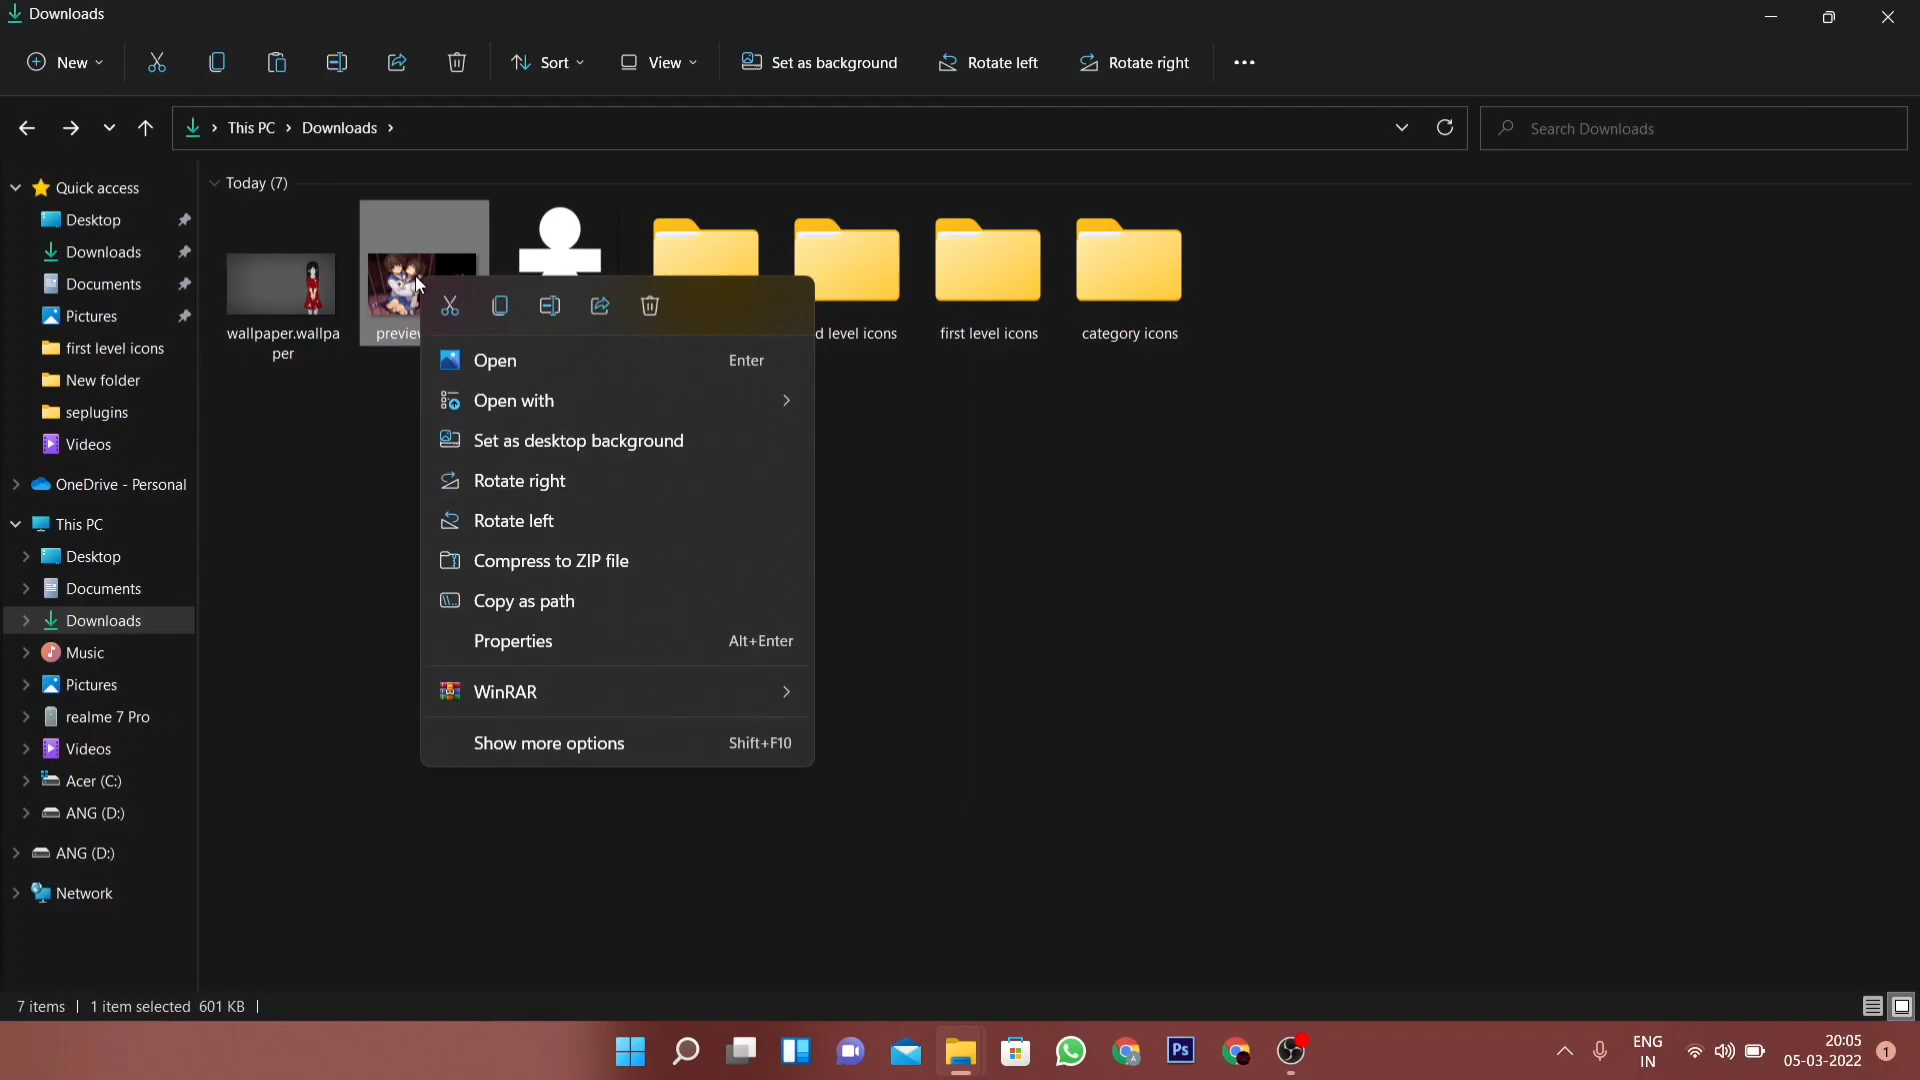 Downloads
New
Sort
View
Set as background
Rotate left
Rotate right
This PC
Downloads
Search Downloads
Quick access
Desktop
Downloads
Documents
Pictures
first level icons
New folder
seplugins
Videos
OneDrive - Personal
This PC
Desktop
Documents
Downloads
Music
Pictures
realme 7 Pro
Videos
Acer (C:)
ANG (D:)
ANG (D:)
Network
Today (7)
wallpaper.wallpa
per
preview
d level icons
first level icons
category icons
Open Enter
Open with
Set as desktop background
Rotate right
Rotate left
Compress to ZIP file
Copy as path
Properties Alt+Enter
WinRAR
Show more options Shift+F10
7 items 1 item selected 601 KB
Ps
ENG
IN
20:05
05-03-2022
1